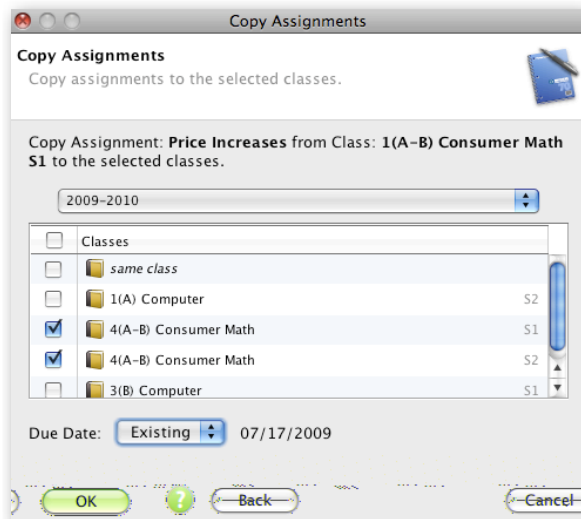 Copy Assignments
Copy Assignments
Copy assignments to the selected classes.
Copy Assignment: Price Increases from Class: 1(A-B) Consumer Math
S1 to the selected classes.
2009-2010
Classes
same class
1(A) Computer S2
4(A-B) Consumer Math S1
4(A-B) Consumer Math S2
3(B) Computer S1
Due Date: Existing 07/17/2009
OK ? Back Cancel